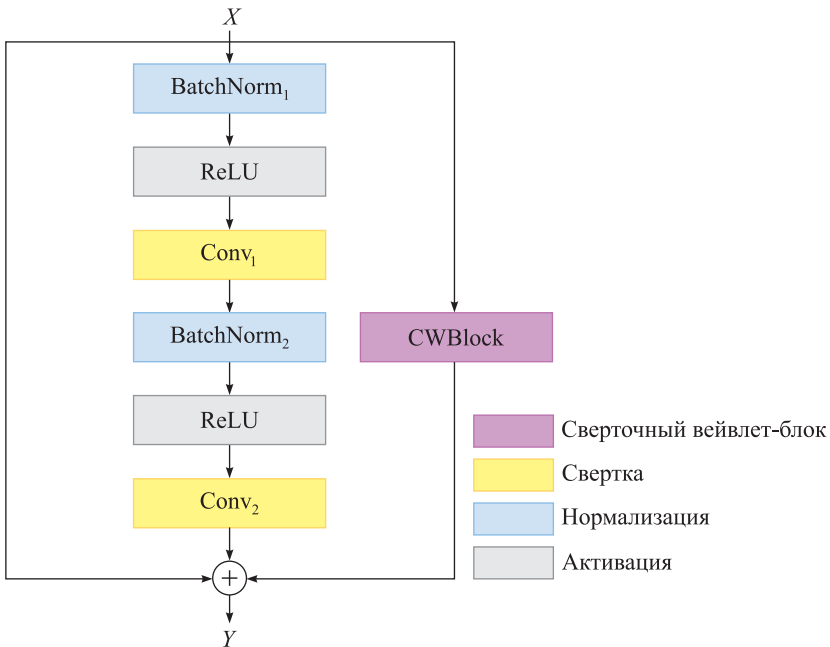 X
BatchNorm₁
ReLU
Conv₁
BatchNorm₂
CWBlock
ReLU
Conv₂
+
Y
Сверточный вейвлет-блок
Свертка
Нормализация
Активация